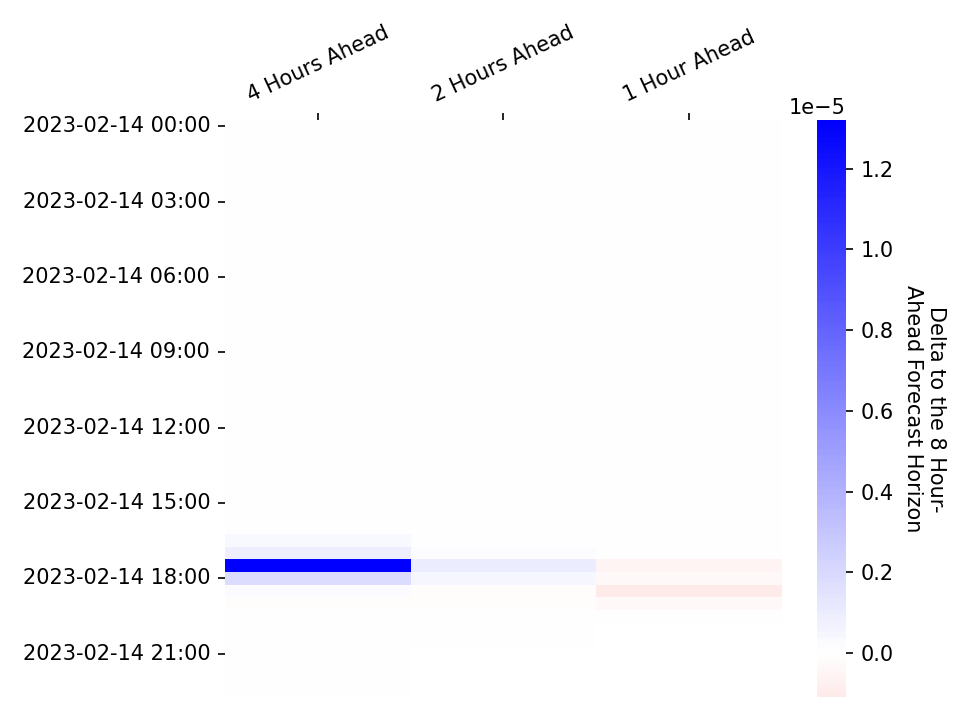 4 Hours Ahead
2 Hours Ahead
1 Hour Ahead
2023-02-14 00:00
2023-02-14 03:00
2023-02-14 06:00
2023-02-14 09:00
2023-02-14 12:00
2023-02-14 15:00
2023-02-14 18:00
2023-02-14 21:00
1e−5
1.2
1.0
0.8
0.6
0.4
0.2
0.0
Delta to the 8 Hour-
Ahead Forecast Horizon